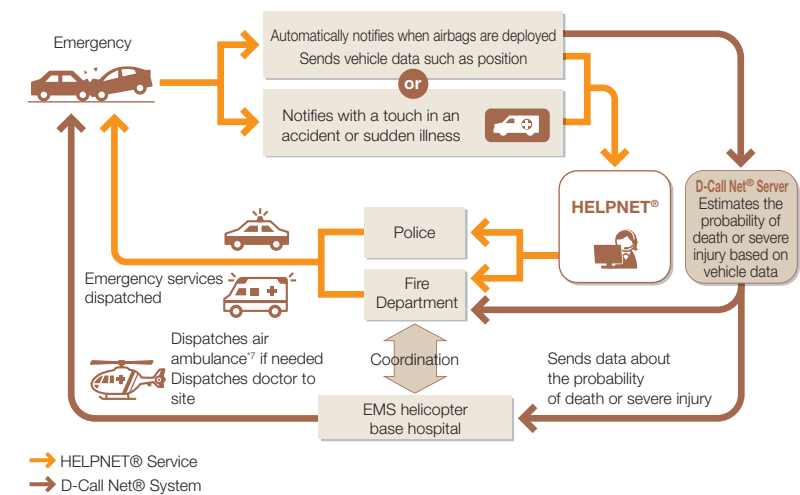 Emergency
Automatically notifies when airbags are deployed
Sends vehicle data such as position
or
Notifies with a touch in an
accident or sudden illness
HELPNET®
D-Call Net® Server
Estimates the
probability of
death or severe
injury based on
vehicle data
Police
Fire
Department
Emergency services
dispatched
Dispatches air
ambulance*7 if needed
Dispatches doctor to
site
Coordination
Sends data about
the probability
of death or severe injury
EMS helicopter
base hospital
HELPNET® Service
D-Call Net® System